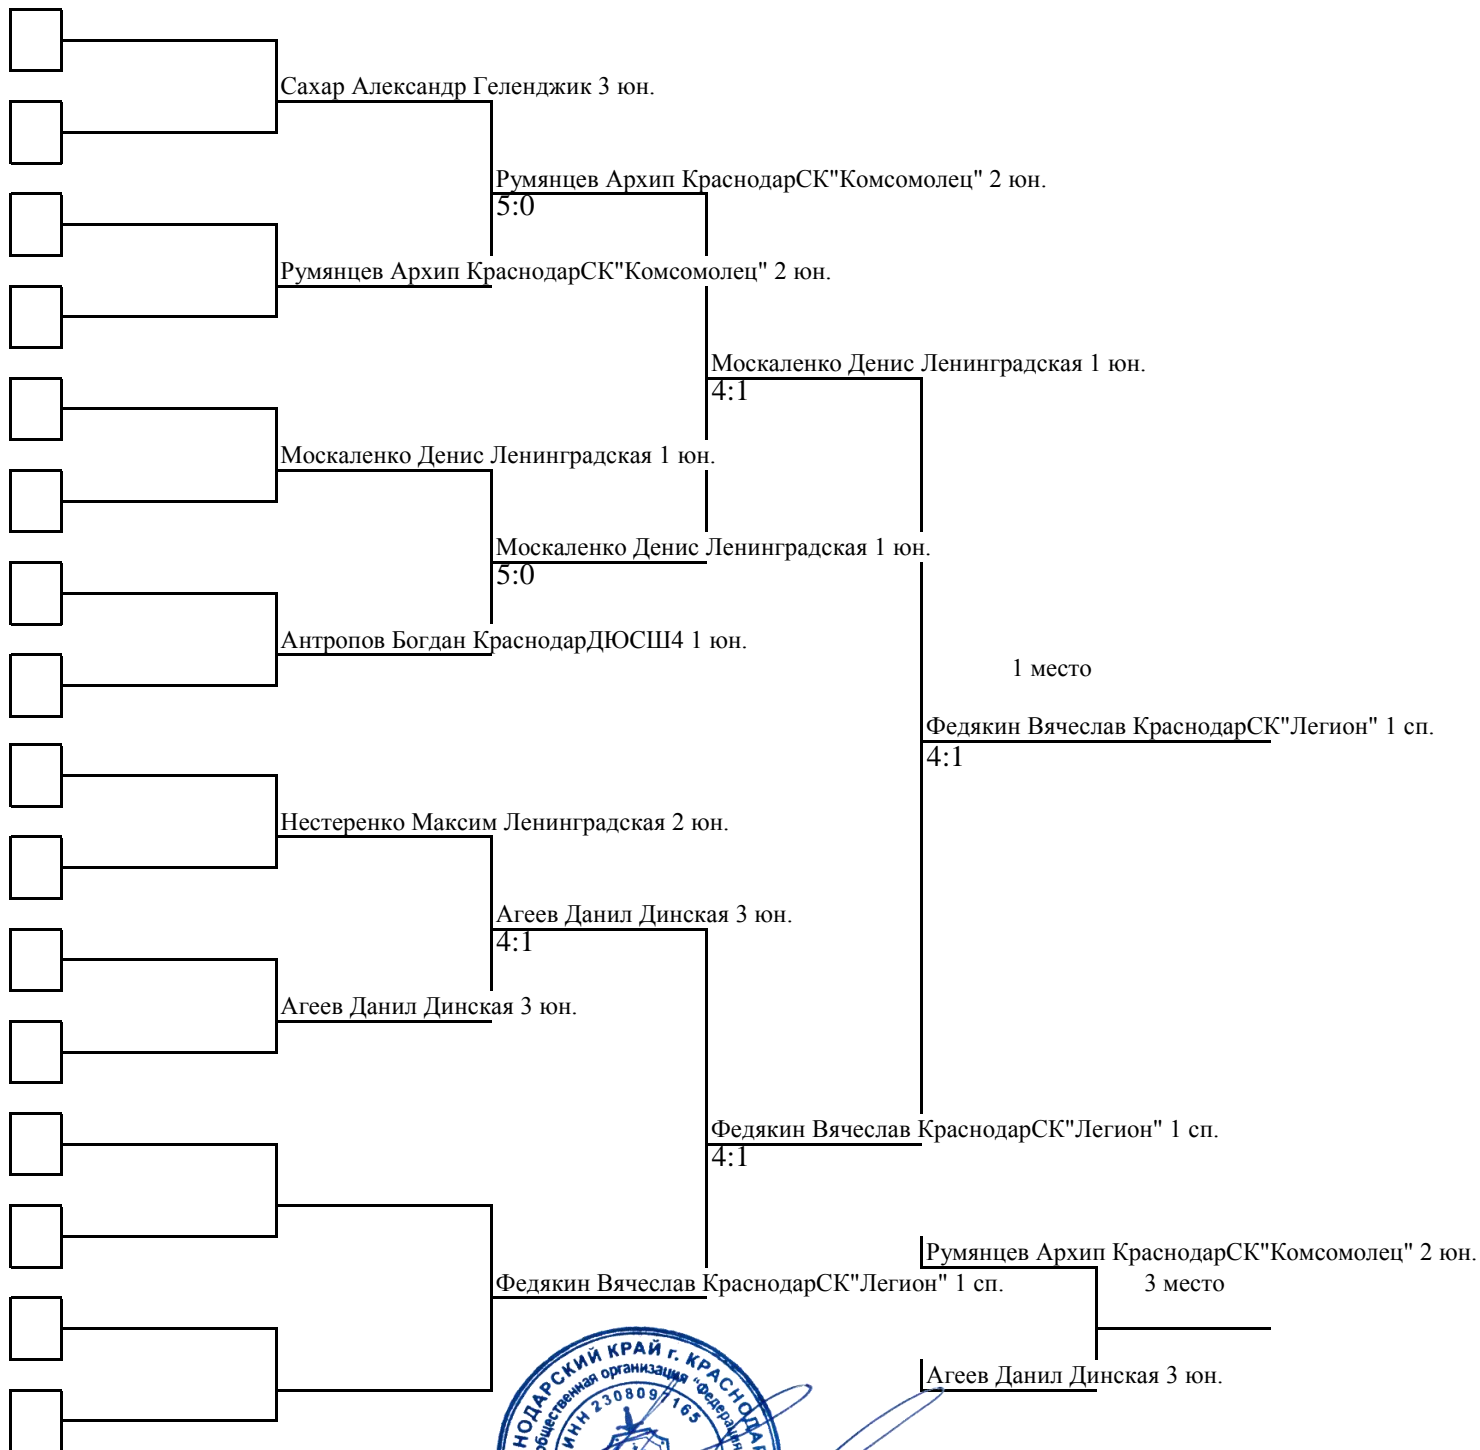 Сахар Александр Геленджик 3 юн.
Румянцев Архип КраснодарСК"Комсомолец" 2 юн.
5:0
Румянцев Архип КраснодарСК"Комсомолец" 2 юн.
Москаленко Денис Ленинградская 1 юн.
4:1
Москаленко Денис Ленинградская 1 юн.
Москаленко Денис Ленинградская 1 юн.
5:0
Антропов Богдан КраснодарДЮСШ4 1 юн.
1 место
Федякин Вячеслав КраснодарСК"Легион" 1 сп.
4:1
Нестеренко Максим Ленинградская 2 юн.
Агеев Данил Динская 3 юн.
4:1
Агеев Данил Динская 3 юн.
Федякин Вячеслав КраснодарСК"Легион" 1 сп.
4:1
Румянцев Архип КраснодарСК"Комсомолец" 2 юн.
Федякин Вячеслав КраснодарСК"Легион" 1 сп.
3 место
Агеев Данил Динская 3 юн.
НОДАРСКИЙ КРАЙ г. КРАСНОДАР
общественная организация "Федерация
ИНН 2308097165